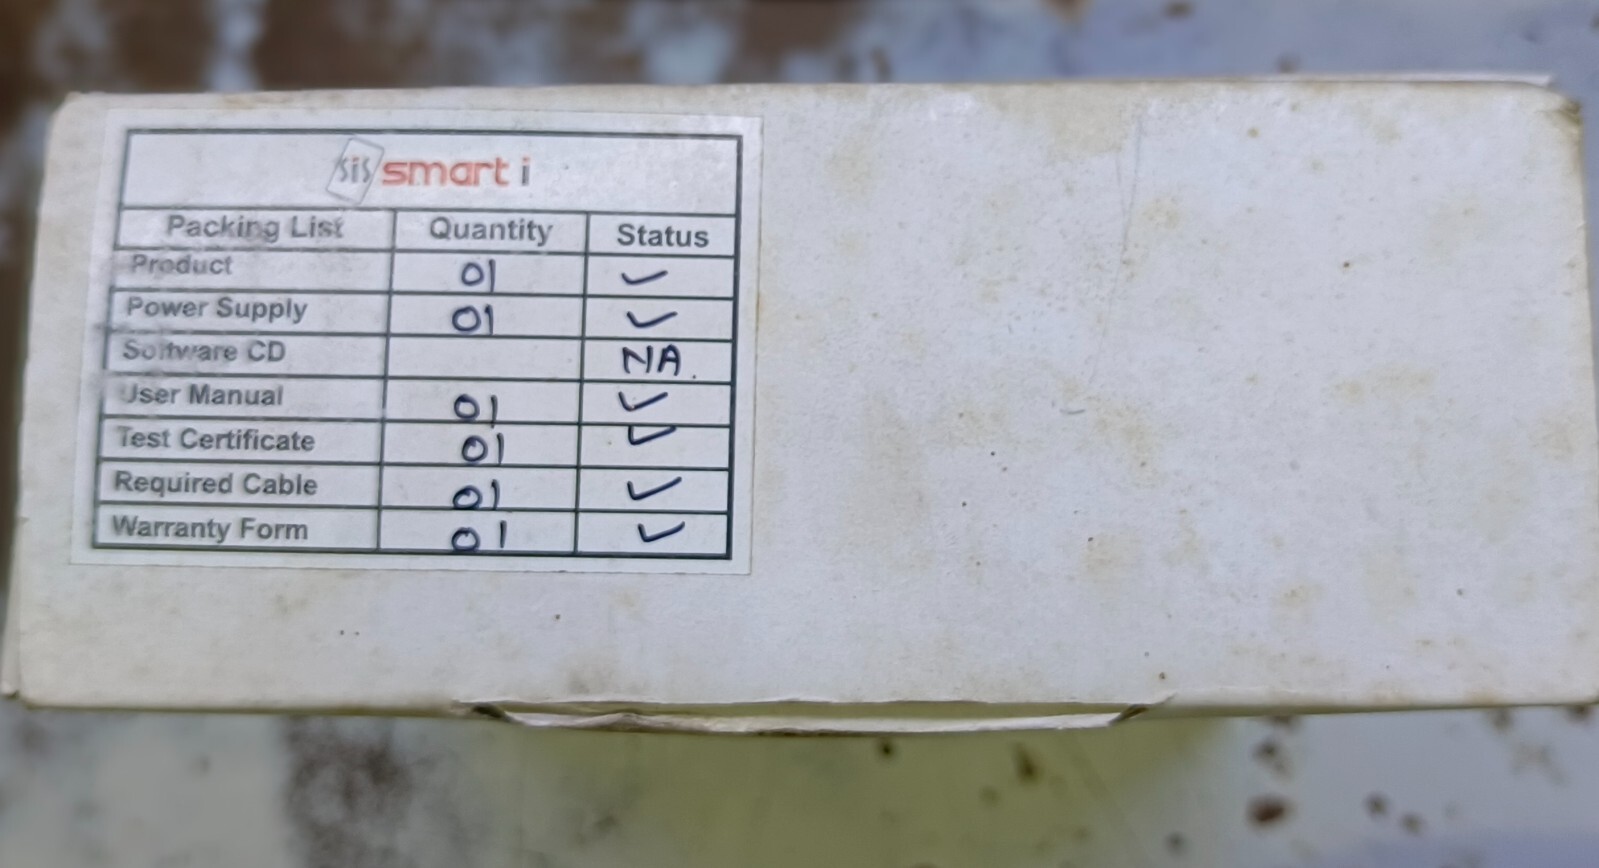 sis smart i
Packing List Quantity Status
Product 01 ✓
Power Supply 01 ✓
Software CD NA.
User Manual 01 ✓
Test Certificate 01 ✓
Required Cable 01 ✓
Warranty Form 01 ✓